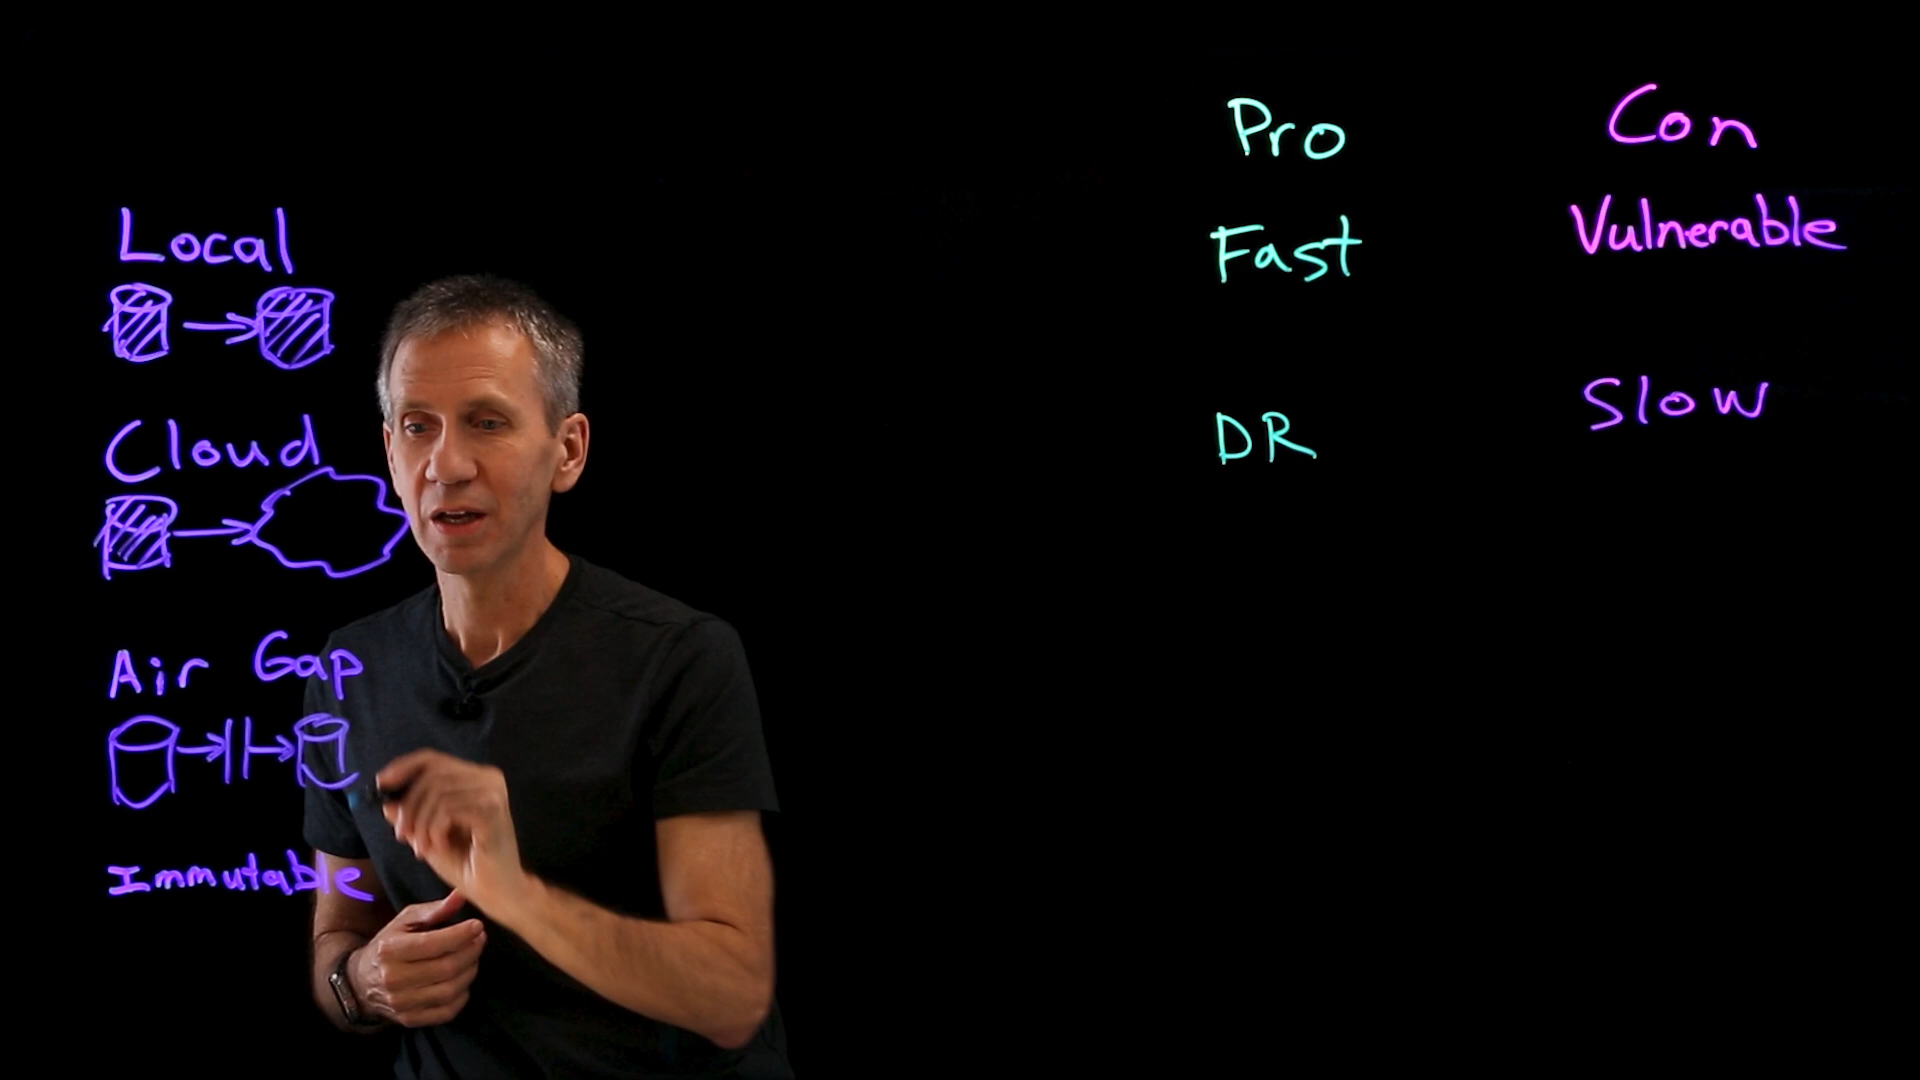 Pro Con
Local Fast Vulnerable
Cloud DR Slow
Air Gap
Immutable